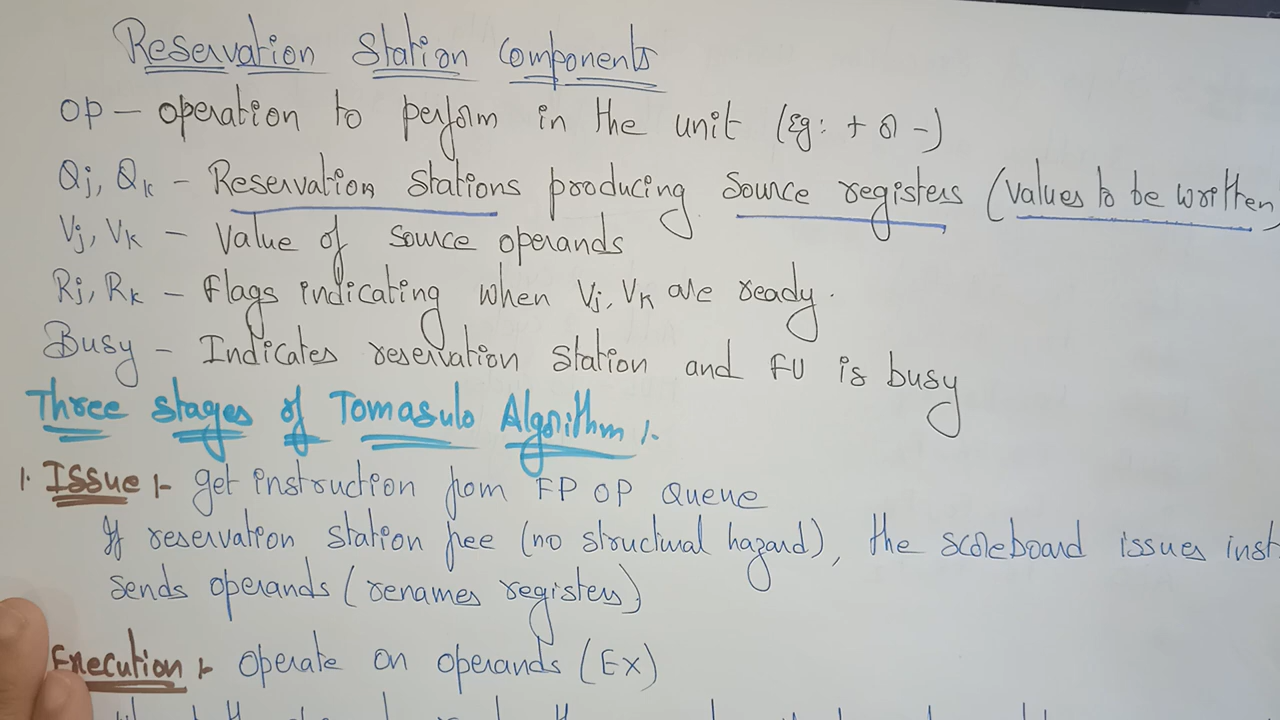 Reservation Station Components
OP – operation to perform in the unit (Eg: + or -)
Qj, Qk – Reservation stations producing source registers (values to be written)
Vj, Vk – Value of source operands
Rj, Rk – Flags indicating when Vj, Vk are ready.
Busy – Indicates reservation station and FU is busy
Three stages of Tomasulo Algorithm :-
1. Issue :- get instruction from FP OP Queue
If reservation station free (no structural hazard), the scoreboard issues inst
sends operands (renames registers)
Execution :- operate on operands (EX)